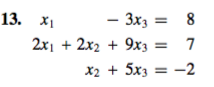 13. x₁ − 3x₃ = 8
2x₁ + 2x₂ + 9x₃ = 7
x₂ + 5x₃ = −2